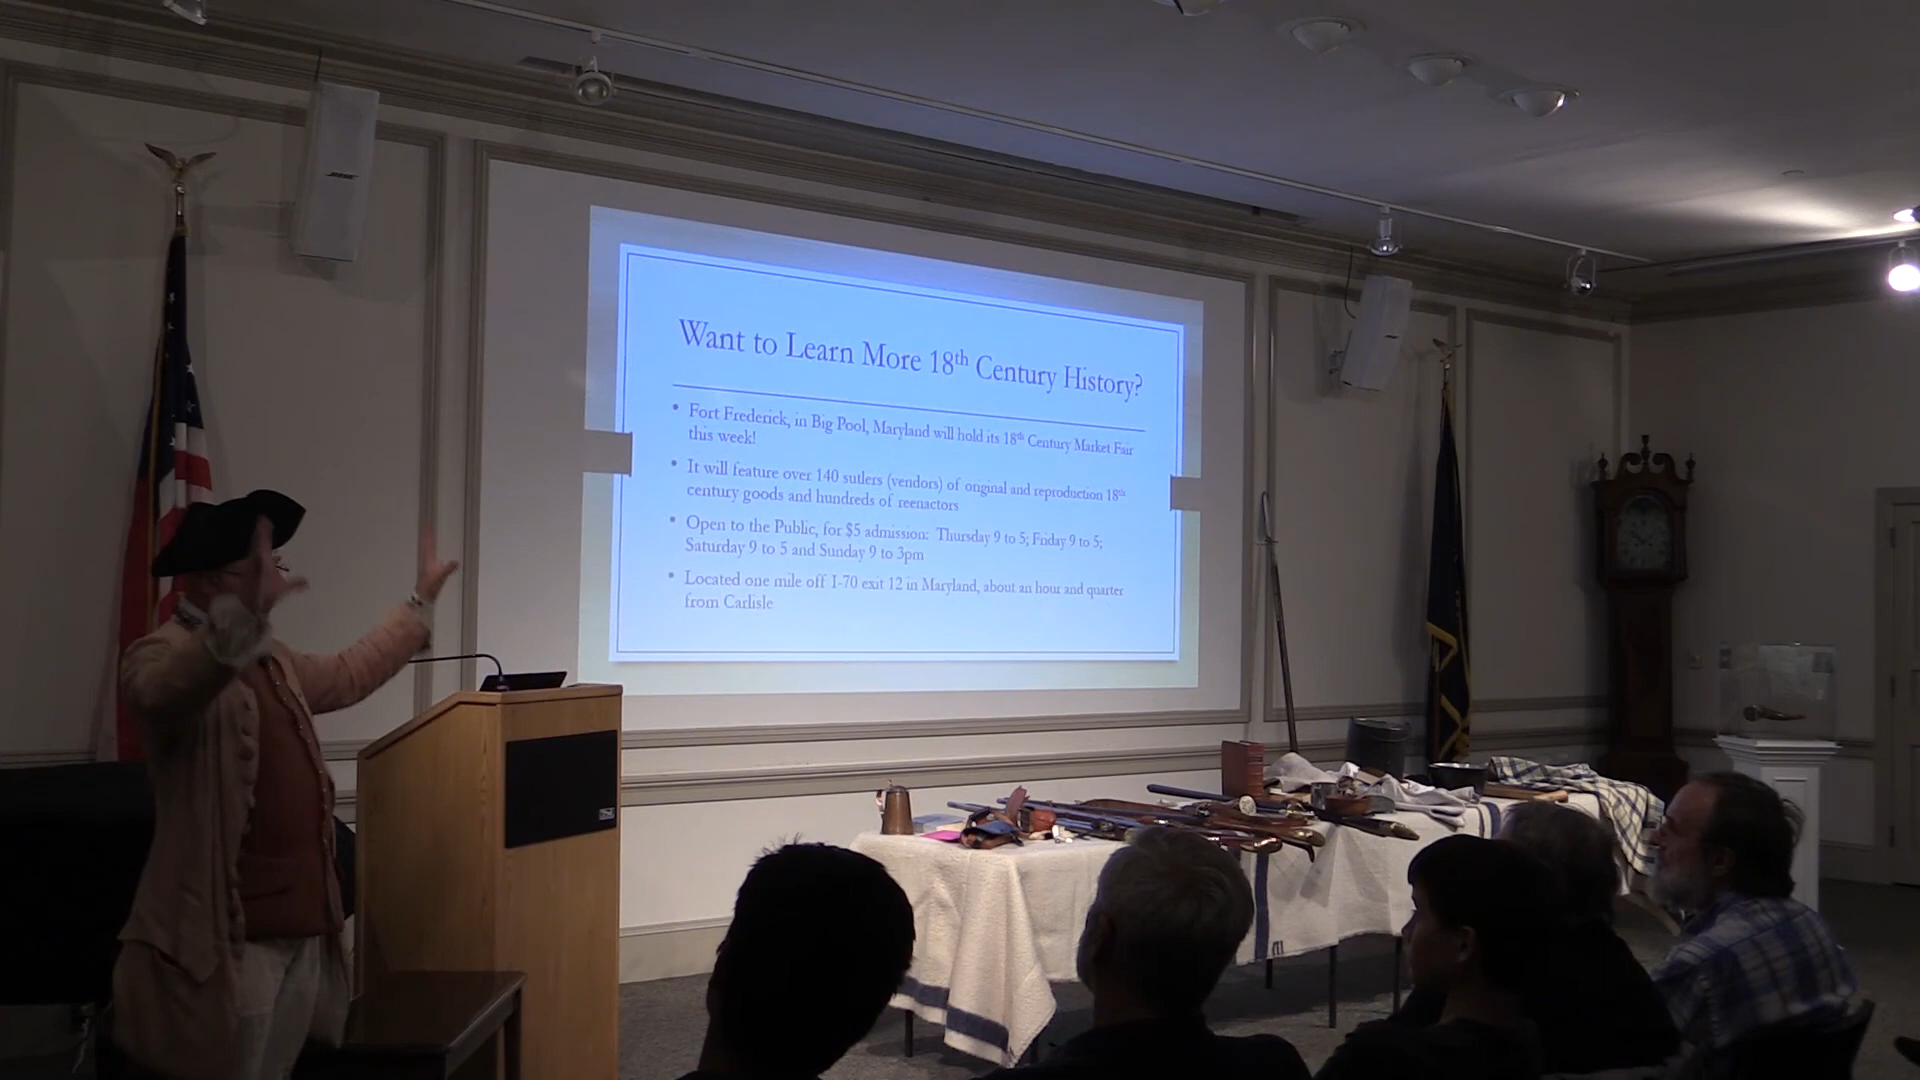 BOSE
Want to Learn More 18th Century History?
• Fort Frederick, in Big Pool, Maryland will hold its 18th Century Market Fair
this week!
• It will feature over 140 sutlers (vendors) of original and reproduction 18th
century goods and hundreds of reenactors
• Open to the Public, for $5 admission: Thursday 9 to 5; Friday 9 to 5;
Saturday 9 to 5 and Sunday 9 to 3pm
• Located one mile off I-70 exit 12 in Maryland, about an hour and quarter
from Carlisle